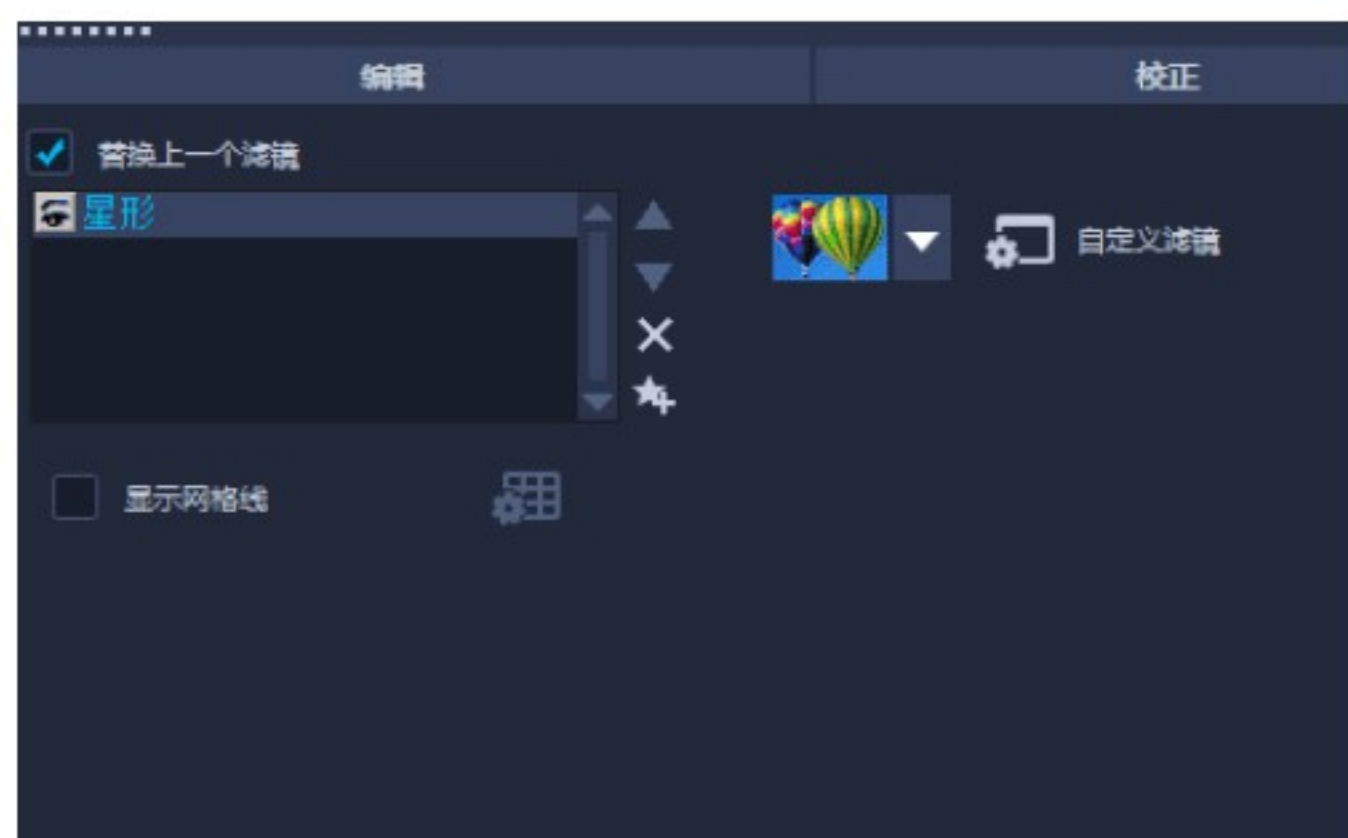 编辑
校正
替换上一个滤镜
星形
自定义滤镜
显示网格线